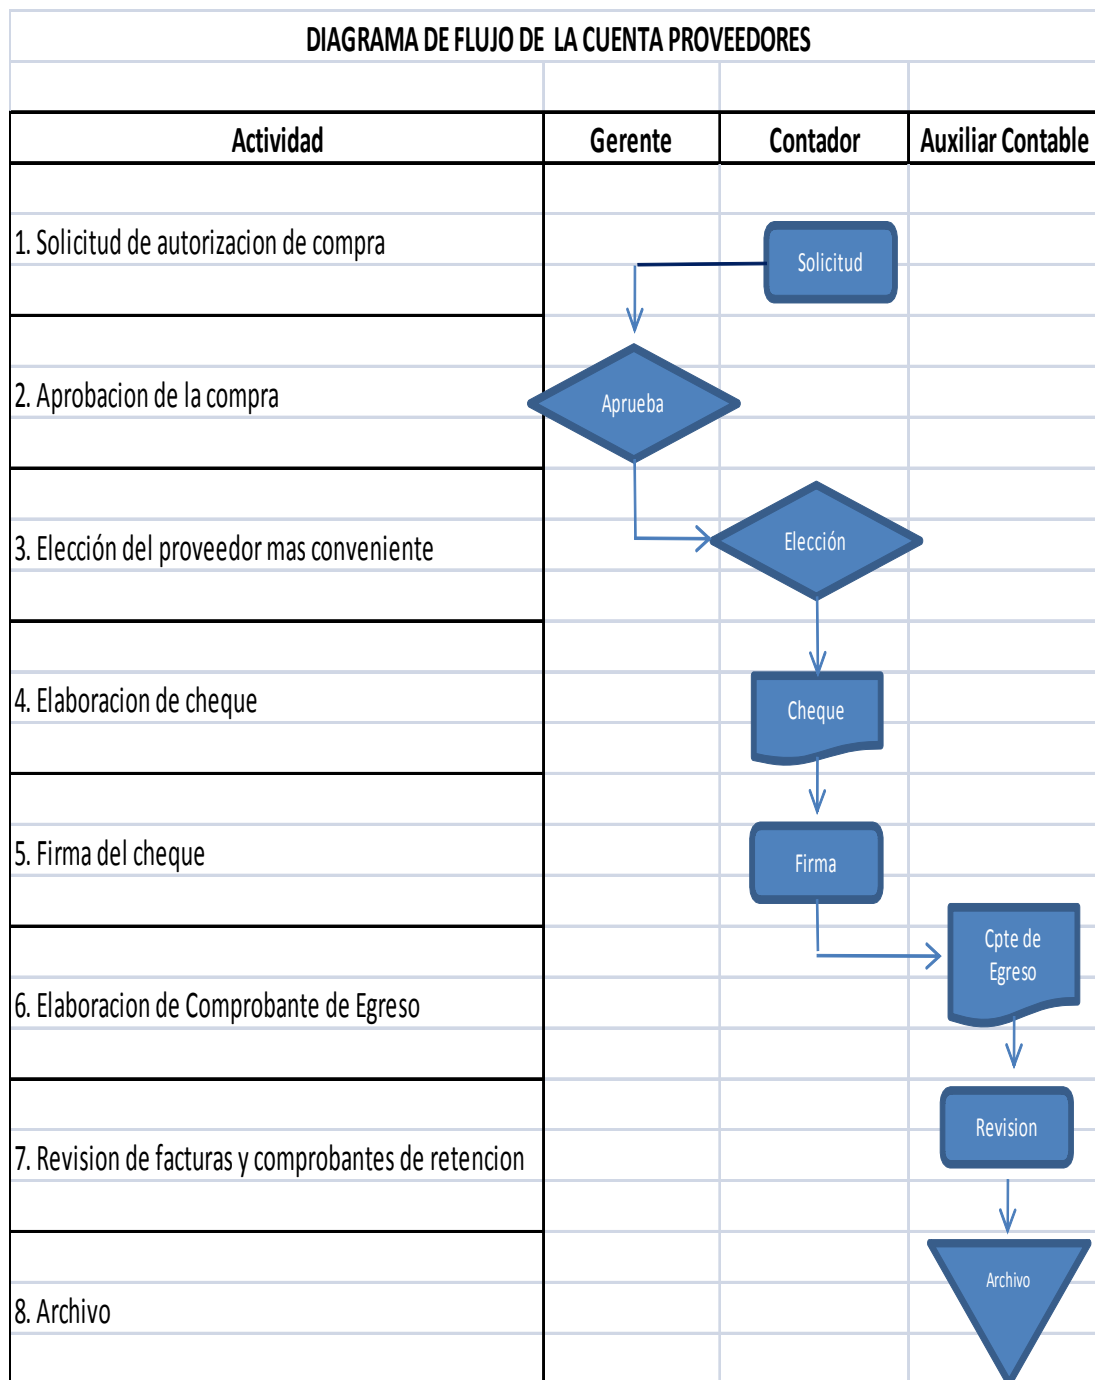 DIAGRAMA DE FLUJO DE LA CUENTA PROVEEDORES
Actividad Gerente Contador Auxiliar Contable
1. Solicitud de autorizacion de compra
Solicitud
2. Aprobacion de la compra
Aprueba
3. Elección del proveedor mas conveniente
Elección
4. Elaboracion de cheque
Cheque
5. Firma del cheque
Firma
6. Elaboracion de Comprobante de Egreso
Cpte de
Egreso
7. Revision de facturas y comprobantes de retencion
Revision
8. Archivo
Archivo